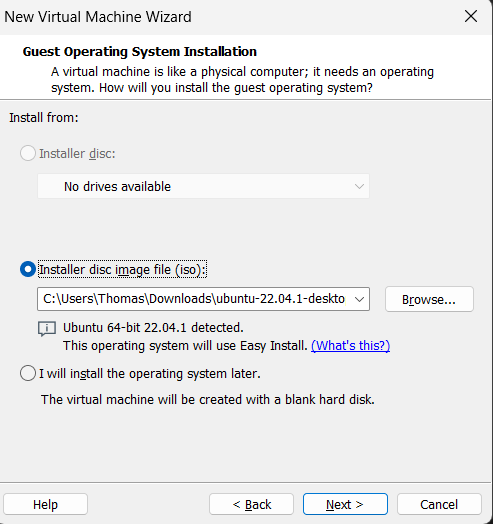 New Virtual Machine Wizard
Guest Operating System Installation
A virtual machine is like a physical computer; it needs an operating
system. How will you install the guest operating system?
Install from:
Installer disc:
No drives available
Installer disc image file (iso):
C:\Users\Thomas\Downloads\ubuntu-22.04.1-deskto
Browse...
Ubuntu 64-bit 22.04.1 detected.
This operating system will use Easy Install. (What's this?)
I will install the operating system later.
The virtual machine will be created with a blank hard disk.
Help
< Back
Next >
Cancel